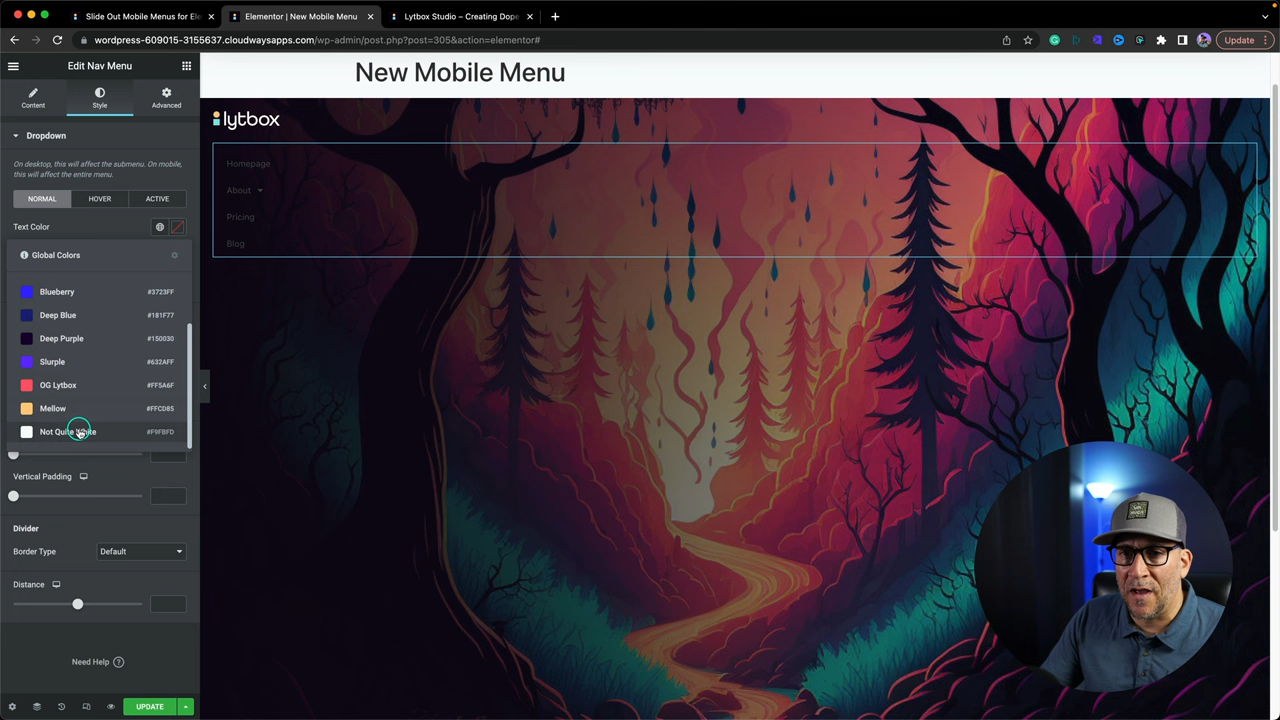 Slide Out Mobile Menus for Ele
Elementor | New Mobile Menu
Lytbox Studio – Creating Dope
wordpress-609015-3155637.cloudwaysapps.com/wp-admin/post.php?post=305&action=elementor#
Update
Edit Nav Menu
Content
Style
Advanced
Dropdown
On desktop, this will affect the submenu. On mobile,
this will affect the entire menu.
NORMAL
HOVER
ACTIVE
Text Color
Global Colors
Blueberry #3723FF
Deep Blue #181F77
Deep Purple #150030
Slurple #632AFF
OG Lytbox #FF5A6F
Mellow #FFCD85
Not Quite White #F9FBFD
Vertical Padding
Divider
Border Type Default
Distance
Need Help ?
UPDATE
New Mobile Menu
lytbox
Homepage
About
Pricing
Blog